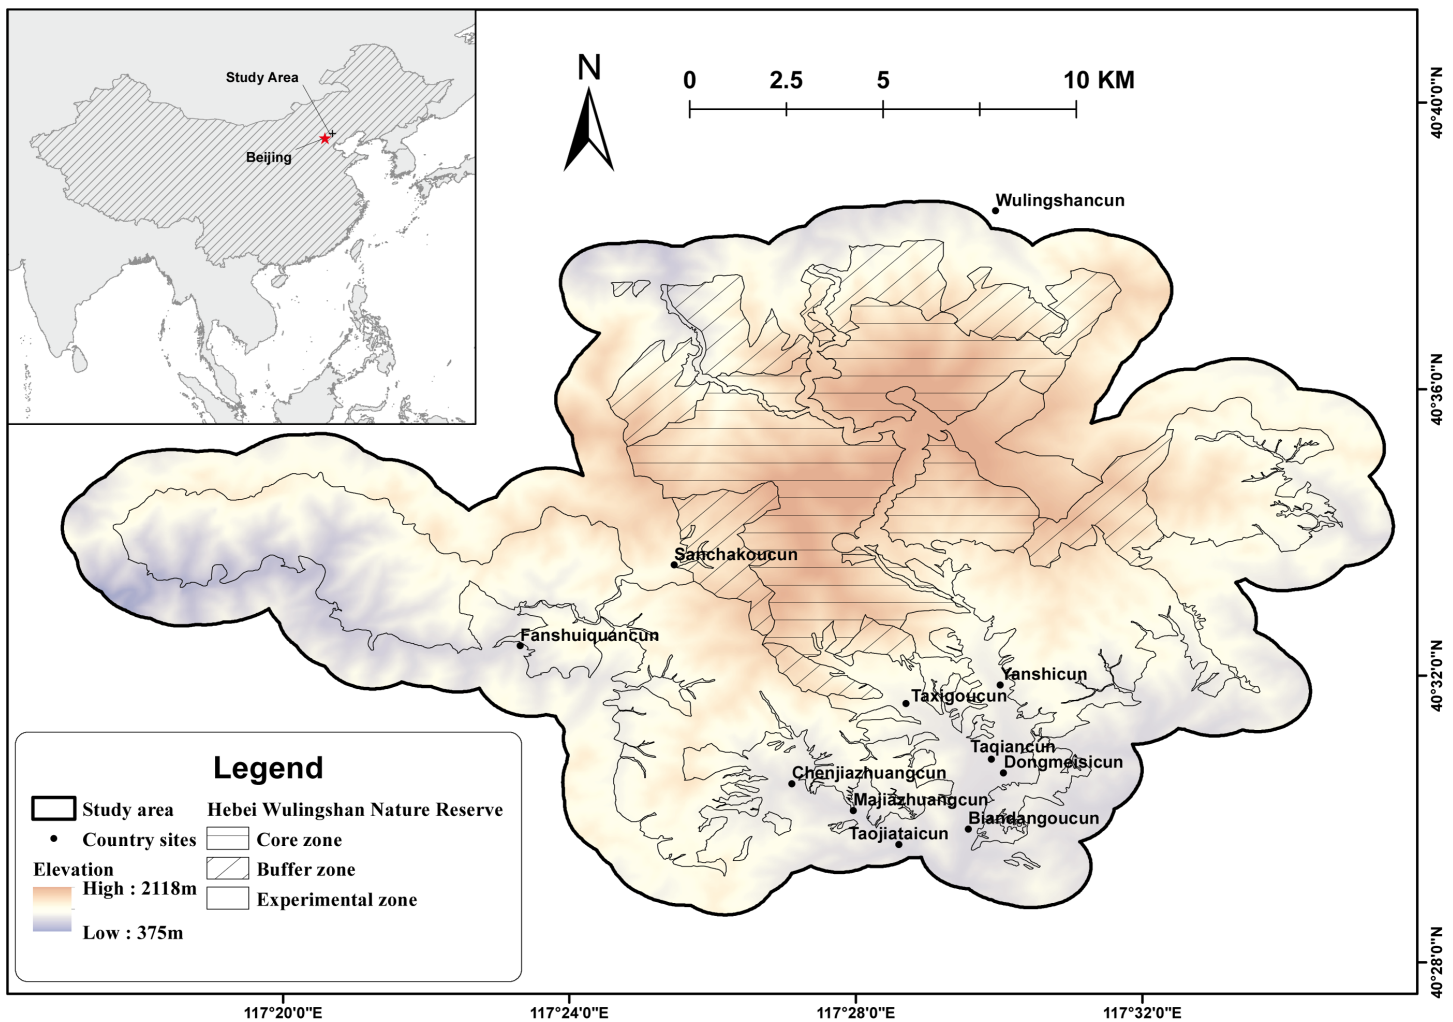 Study Area
Beijing
N
0 2.5 5 10 KM
40°40'0"N
40°36'0"N
40°32'0"N
40°28'0"N
Wulingshancun
Sanchakoucun
Fanshuiquancun
Yanshicun
Taxigoucun
Taqiancun
Dongmeisicun
Chenjiazhuangcun
Majiazhuangcun
Biandangoucun
Taojiataicun
Legend
Study area
Country sites
Elevation
High : 2118m
Low : 375m
Hebei Wulingshan Nature Reserve
Core zone
Buffer zone
Experimental zone
117°20'0"E 117°24'0"E 117°28'0"E 117°32'0"E